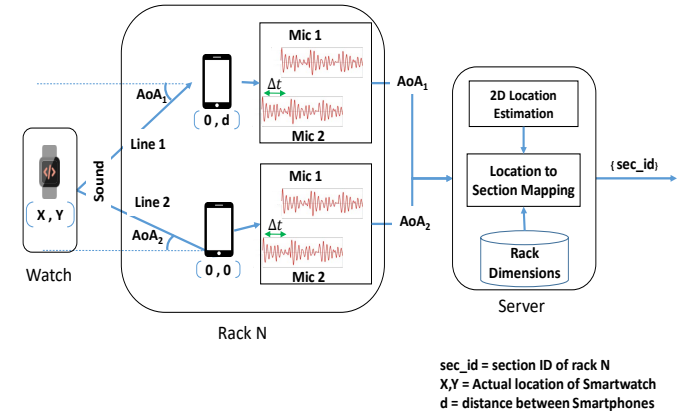 Mic 1
Δt
Mic 2
AoA1
AoA1
( 0 , d )
Line 1
Sound
( X , Y )
Watch
Line 2
AoA2
( 0 , 0 )
Mic 1
Δt
Mic 2
AoA2
Rack N
2D Location
Estimation
Location to
Section Mapping
Rack
Dimensions
Server
{ sec_id}
sec_id = section ID of rack N
X,Y = Actual location of Smartwatch
d = distance between Smartphones